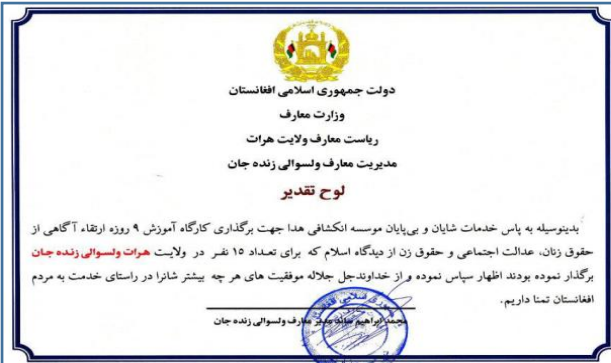 دولت جمهوری اسلامی افغانستان
وزارت معارف
ریاست معارف ولایت هرات
مدیریت معارف ولسوالی زنده جان
لوح تقدیر
بدینوسیله به پاس خدمات شایان و بی‌پایان موسسه انکشافی هدا جهت برگذاری کارگاه آموزش ۹ روزه ارتقاء آگاهی از
حقوق زنان، عدالت اجتماعی و حقوق زن از دیدگاه اسلام که برای تعداد ۱۵ نفر در ولایت هرات ولسوالی زنده جان
برگذار نموده بودند اظهار سپاس نموده و از خداوندجل جلاله موفقیت های هر چه بیشتر شانرا در راستای خدمت به مردم
افغانستان تمنا داریم.
محمد ابراهیم مدیر معارف ولسوالی زنده جان